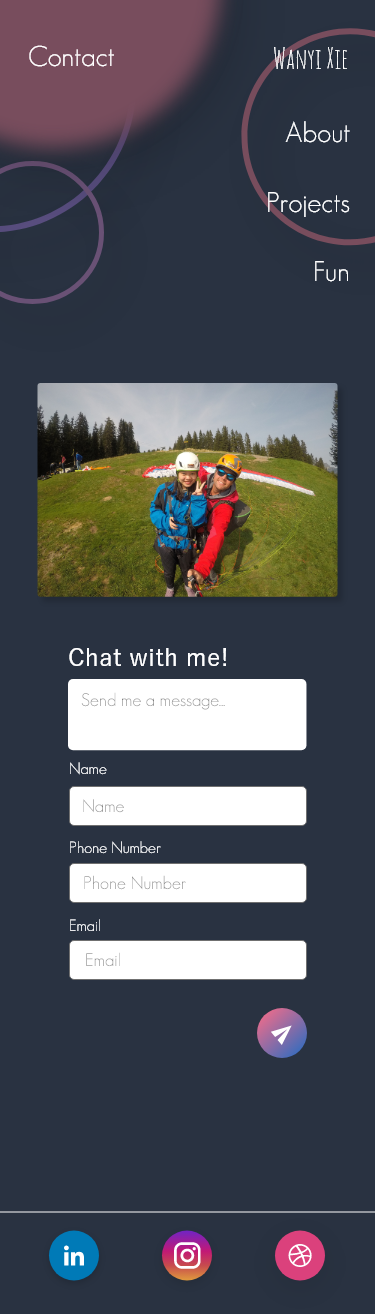 Contact
Wanyi Xie
About
Projects
Fun
Chat with me!
Send me a message...
Name
Name
Phone Number
Phone Number
Email
Email
in